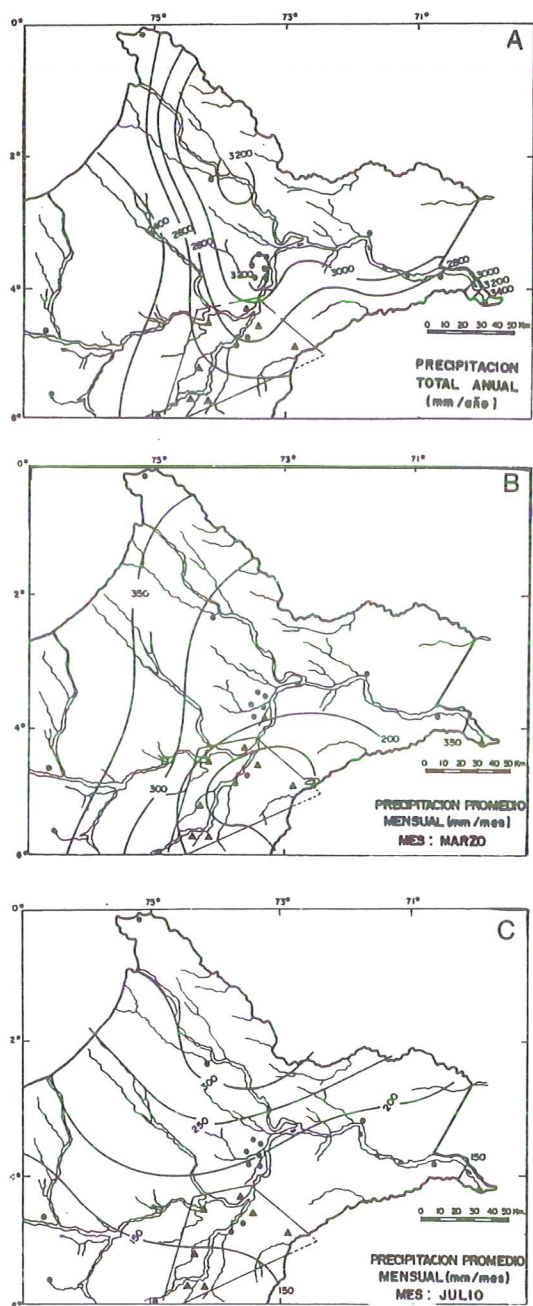 75° 73° 71°
0°
A
3200
2°
2400
2800
2800
3200
3000
2800
3000
3200
3400
4°
0 10 20 30 40 50 Km.
PRECIPITACION
TOTAL ANUAL
(mm/año)
6°
75° 73° 71°
0°
B
350
2°
4°
200
350
250
300
0 10 20 30 40 50 Km.
PRECIPITACION PROMEDIO
MENSUAL (mm/mes)
MES: MARZO
6°
75° 73° 71°
0°
C
2°
300
250
200
150
150
0 10 20 30 40 50 Km.
PRECIPITACION PROMEDIO
MENSUAL (mm/mes)
MES: JULIO
150